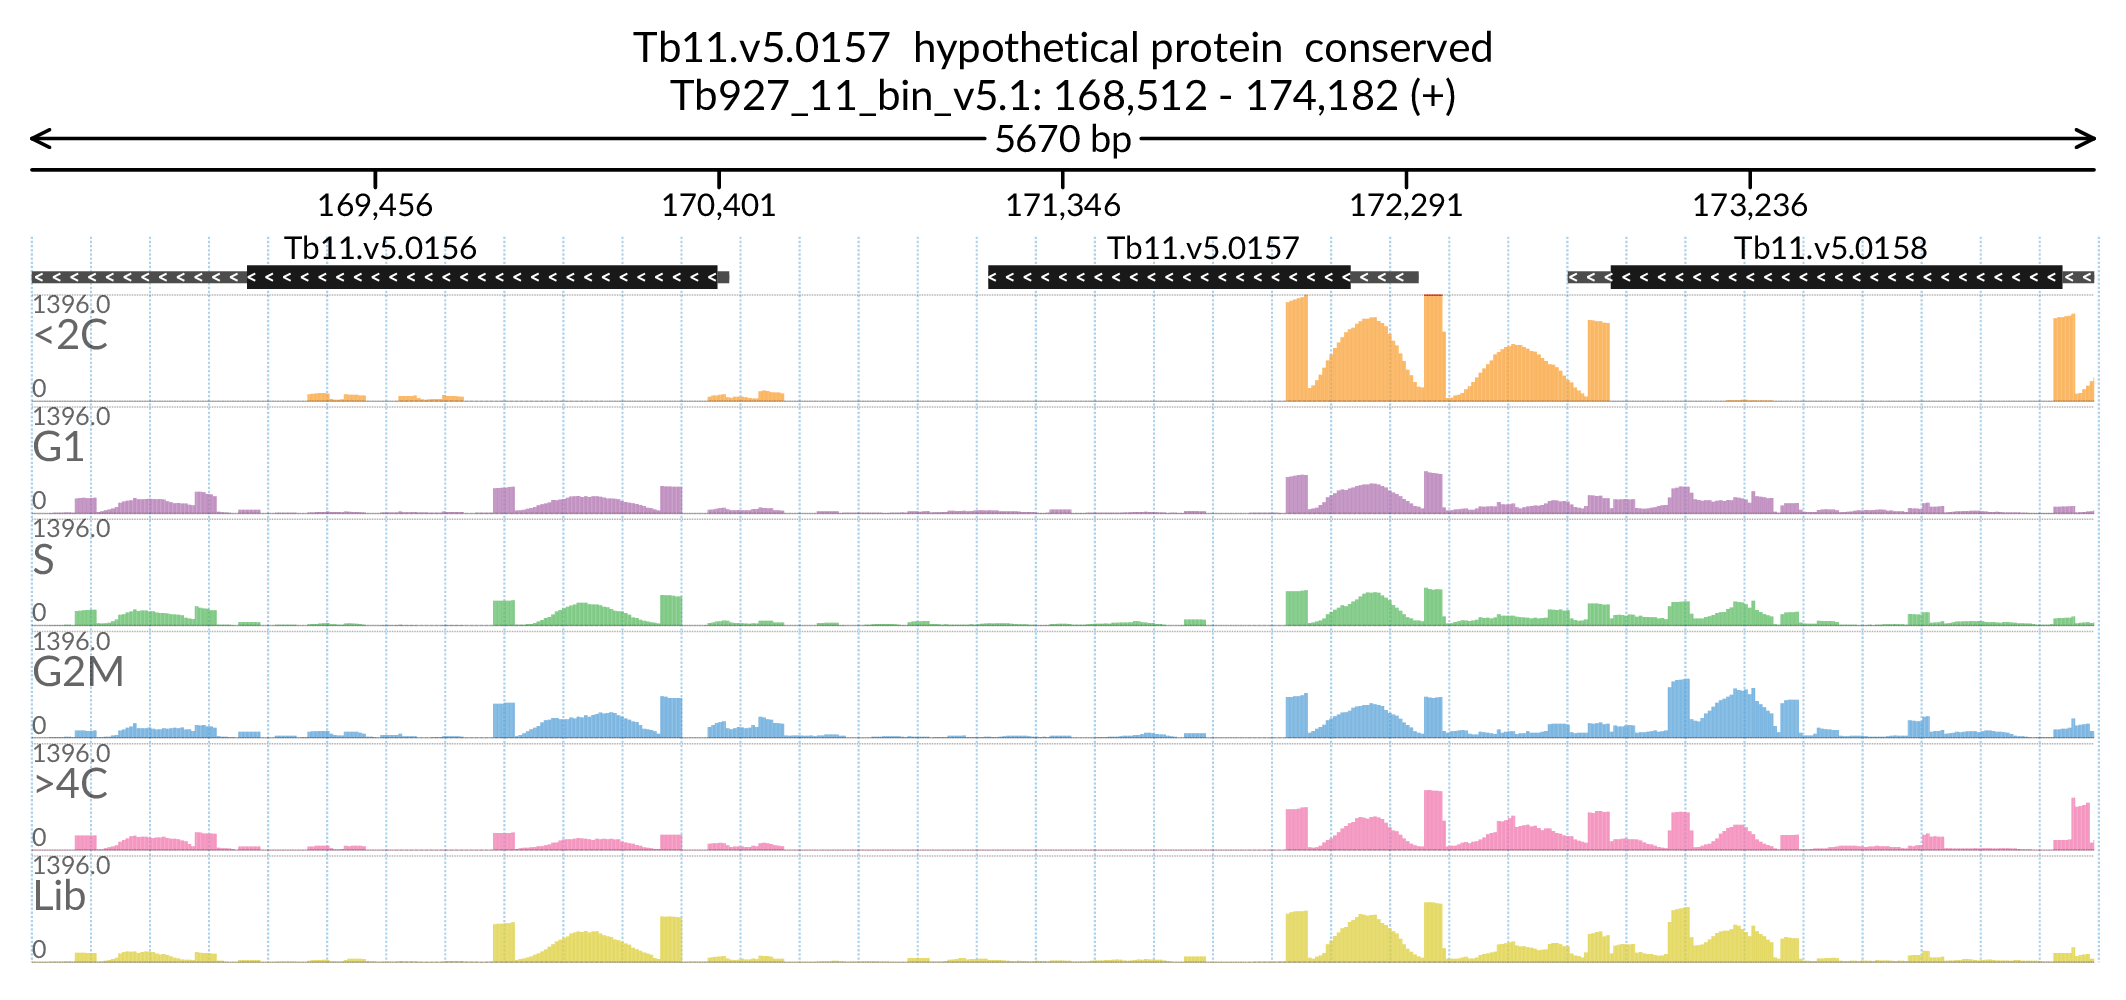 Tb11.v5.0157  hypothetical protein  conserved
Tb927_11_bin_v5.1: 168,512 - 174,182 (+)
5670 bp
169,456 170,401 171,346 172,291 173,236
Tb11.v5.0156 Tb11.v5.0157 Tb11.v5.0158
1396.0
<2C
0
1396.0
G1
0
1396.0
S
0
1396.0
G2M
0
1396.0
>4C
0
1396.0
Lib
0